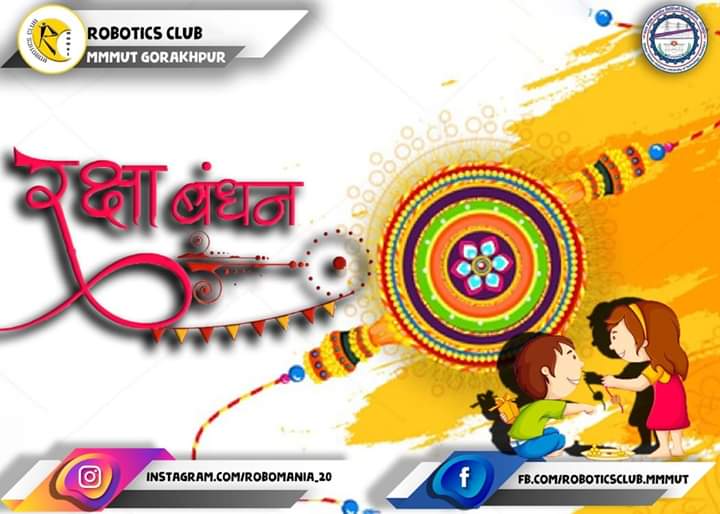 ROBOTICS CLUB
MMMUT GORAKHPUR
रक्षा बंधन
INSTAGRAM.COM/ROBOMANIA_20
FB.COM/ROBOTICSCLUB.MMMUT